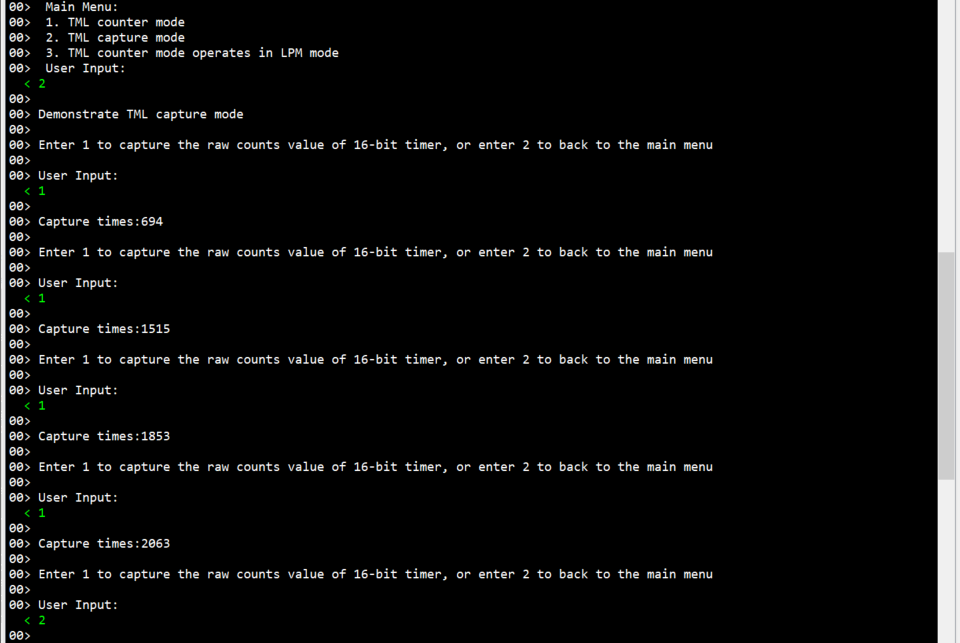 00>  Main Menu:
00>  1. TML counter mode
00>  2. TML capture mode
00>  3. TML counter mode operates in LPM mode
00>  User Input:
< 2
00>
00> Demonstrate TML capture mode
00>
00> Enter 1 to capture the raw counts value of 16-bit timer, or enter 2 to back to the main menu
00>
00> User Input:
< 1
00>
00> Capture times:694
00>
00> Enter 1 to capture the raw counts value of 16-bit timer, or enter 2 to back to the main menu
00>
00> User Input:
< 1
00>
00> Capture times:1515
00>
00> Enter 1 to capture the raw counts value of 16-bit timer, or enter 2 to back to the main menu
00>
00> User Input:
< 1
00>
00> Capture times:1853
00>
00> Enter 1 to capture the raw counts value of 16-bit timer, or enter 2 to back to the main menu
00>
00> User Input:
< 1
00>
00> Capture times:2063
00>
00> Enter 1 to capture the raw counts value of 16-bit timer, or enter 2 to back to the main menu
00>
00> User Input:
< 2
00>